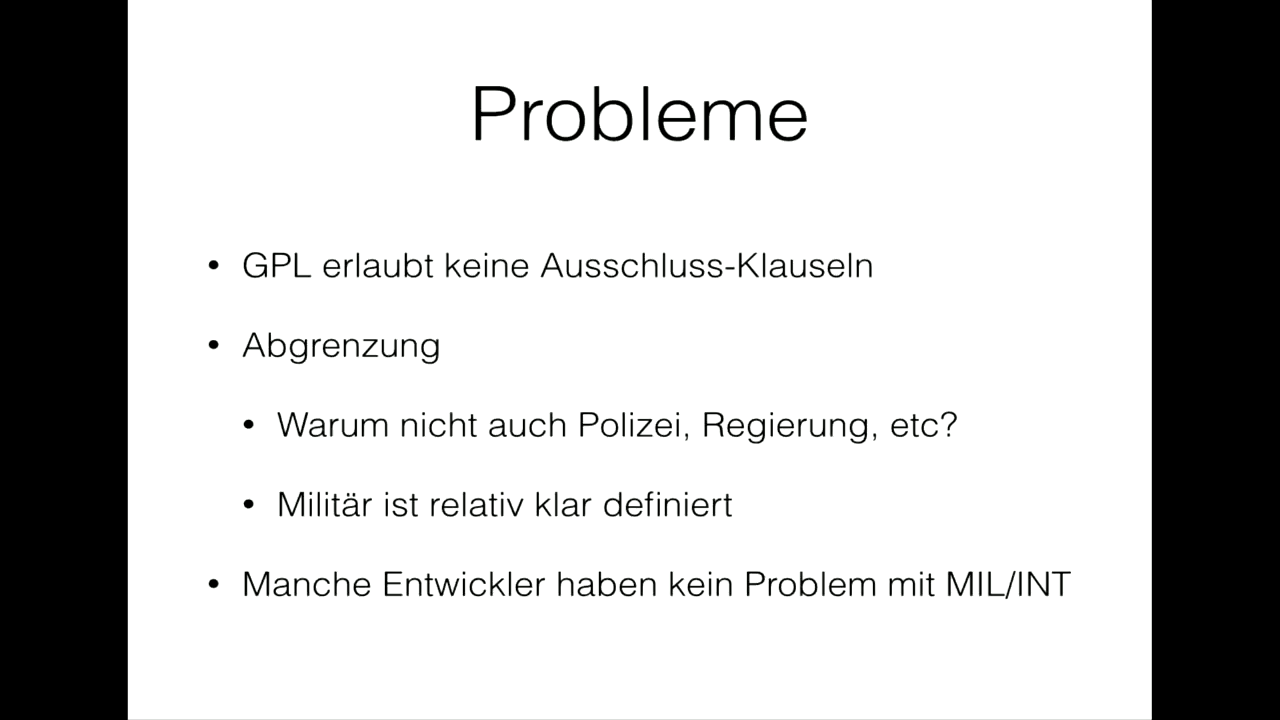 Probleme
• GPL erlaubt keine Ausschluss-Klauseln
• Abgrenzung
• Warum nicht auch Polizei, Regierung, etc?
• Militär ist relativ klar definiert
• Manche Entwickler haben kein Problem mit MIL/INT